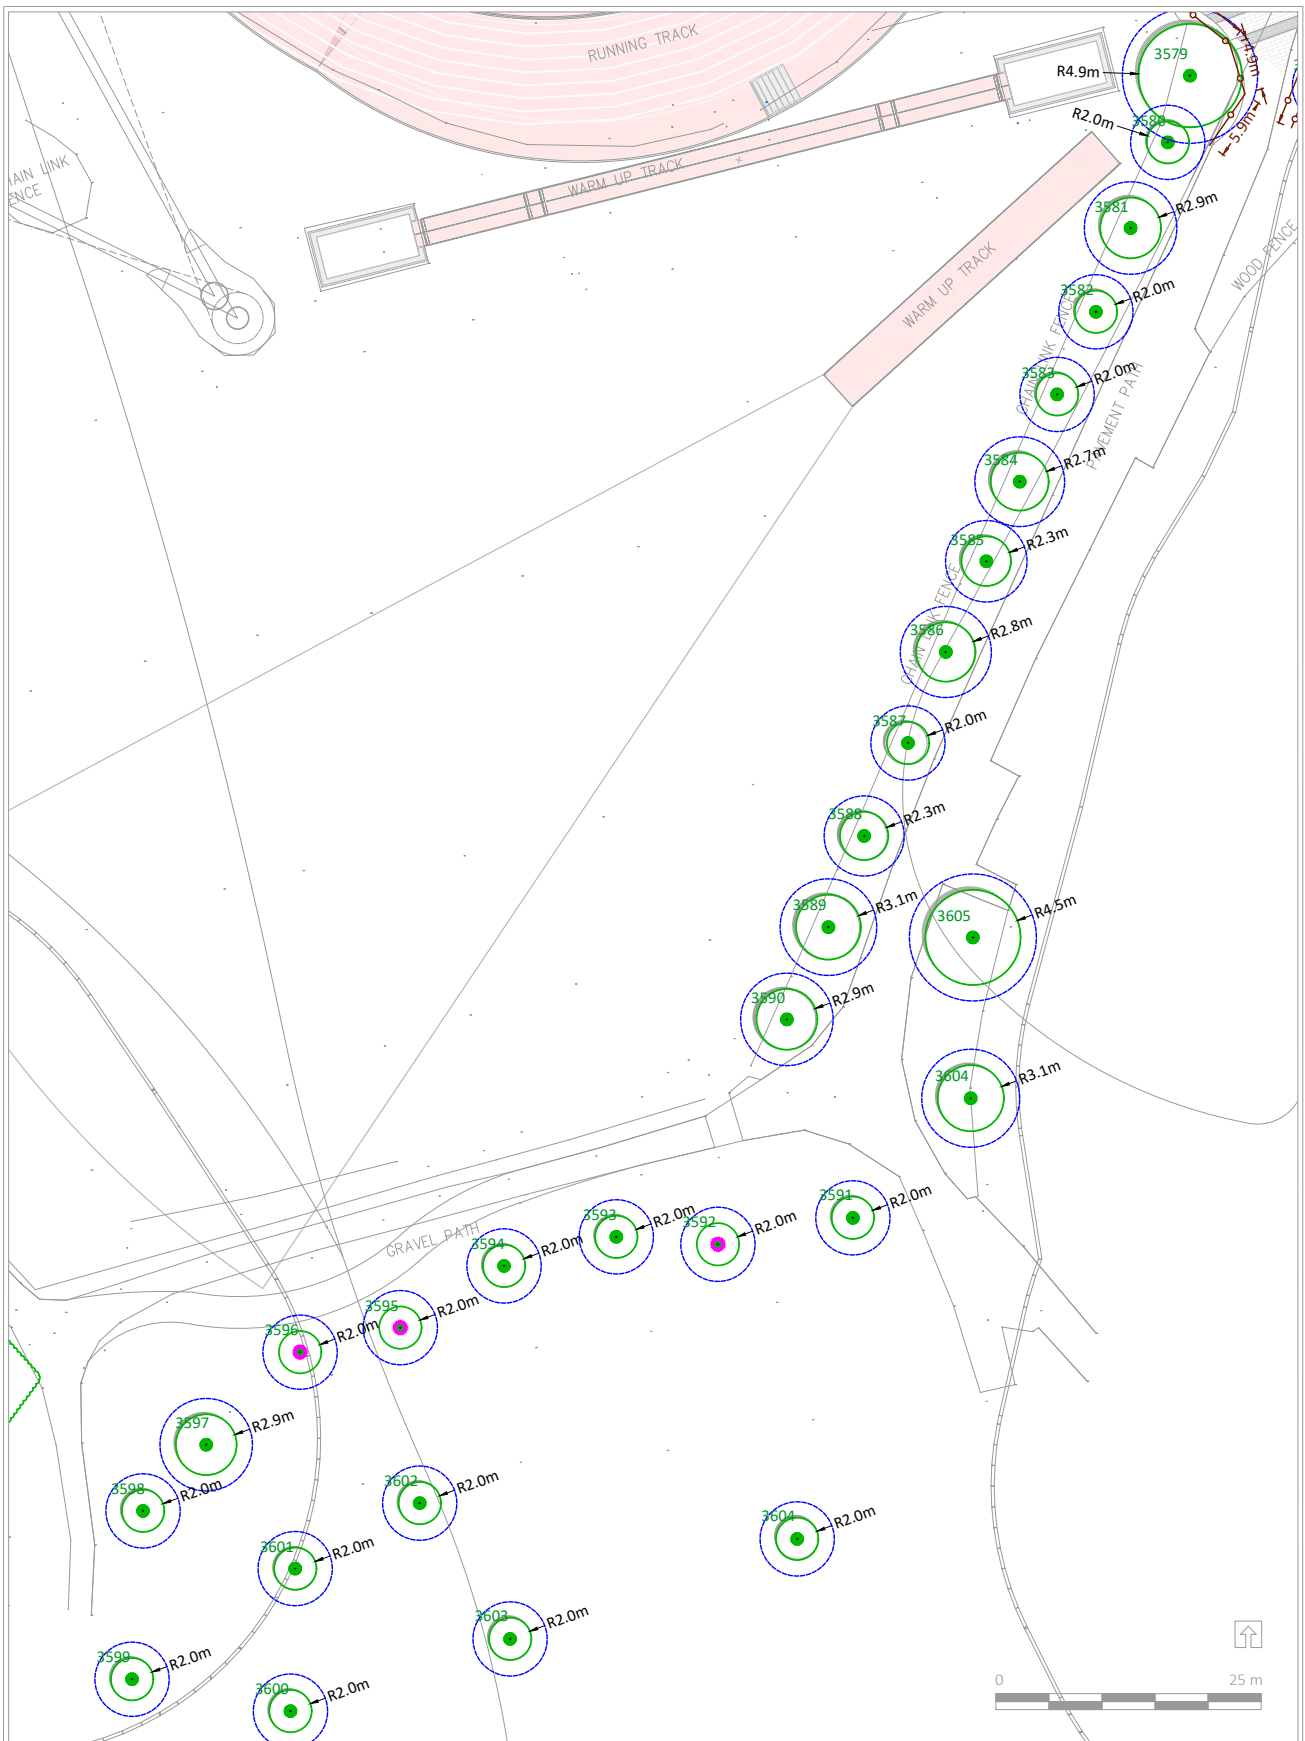 RUNNING TRACK
3579
R4.9m
4.9m
5.9m
3580
R2.0m
AIN LINK
ENCE
WARM UP TRACK
3581
R2.9m
WOOD FENCE
WARM UP TRACK
3582
R2.0m
CHAIN LINK FENCE
3583
R2.0m
PAVEMENT PATH
3584
R2.7m
3585
R2.3m
CHAIN LINK FENCE
3586
R2.8m
3587
R2.0m
3588
R2.3m
3589
R3.1m
3605
R4.5m
3590
R2.9m
3604
R3.1m
3591
R2.0m
3592
R2.0m
3593
R2.0m
GRAVEL PATH
3594
R2.0m
3595
R2.0m
3596
R2.0m
3597
R2.9m
3598
R2.0m
3602
R2.0m
3604
R2.0m
3601
R2.0m
3603
R2.0m
3599
R2.0m
3600
R2.0m
0
25 m